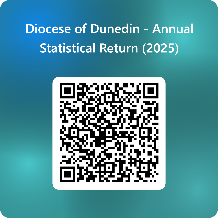 Diocese of Dunedin - Annual
Statistical Return (2025)